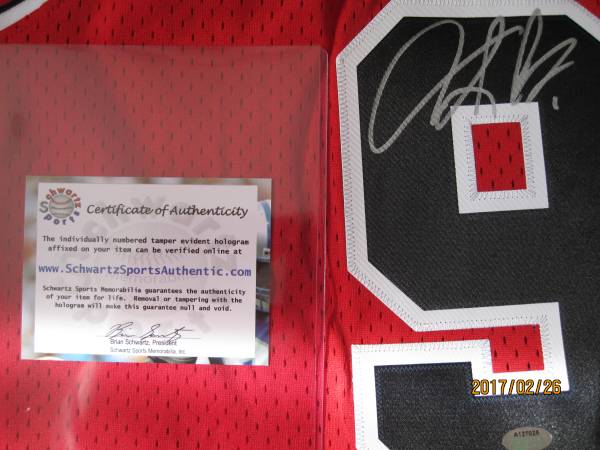 Schwartz
Sports
Certificate of Authenticity
The individually numbered tamper evident hologram
affixed on your item can be verified online at
www.SchwartzSportsAuthentic.com
Schwartz Sports Memorabilia guarantees the authenticity
of your item for life. Removal or tampering with the
hologram will make this guarantee null and void.
Brian Schwartz, President
Schwartz Sports Memorabilia, Inc.
9
2017/02/26